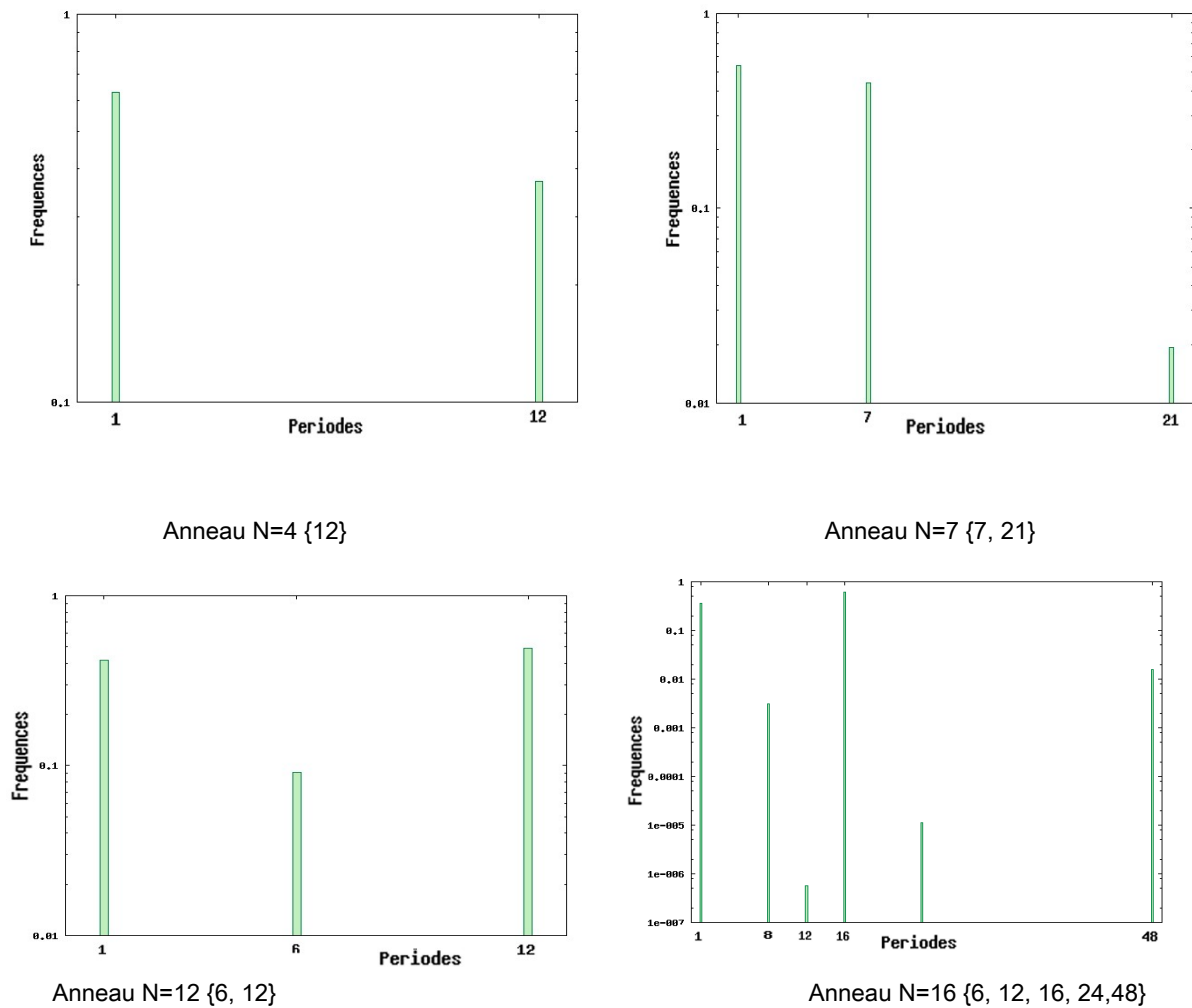 1
Frequences
0.1
1
Periodes
12
Anneau N=4 {12}
1
Frequences
0.1
0.01
1
7
Periodes
21
Anneau N=7 {7, 21}
1
Frequences
0.1
0.01
1
6
12
Periodes
Anneau N=12 {6, 12}
1
0.1
0.01
0.001
Frequences
0.0001
1e-005
1e-006
1e-007
1
8
12
16
Periodes
48
Anneau N=16 {6, 12, 16, 24,48}